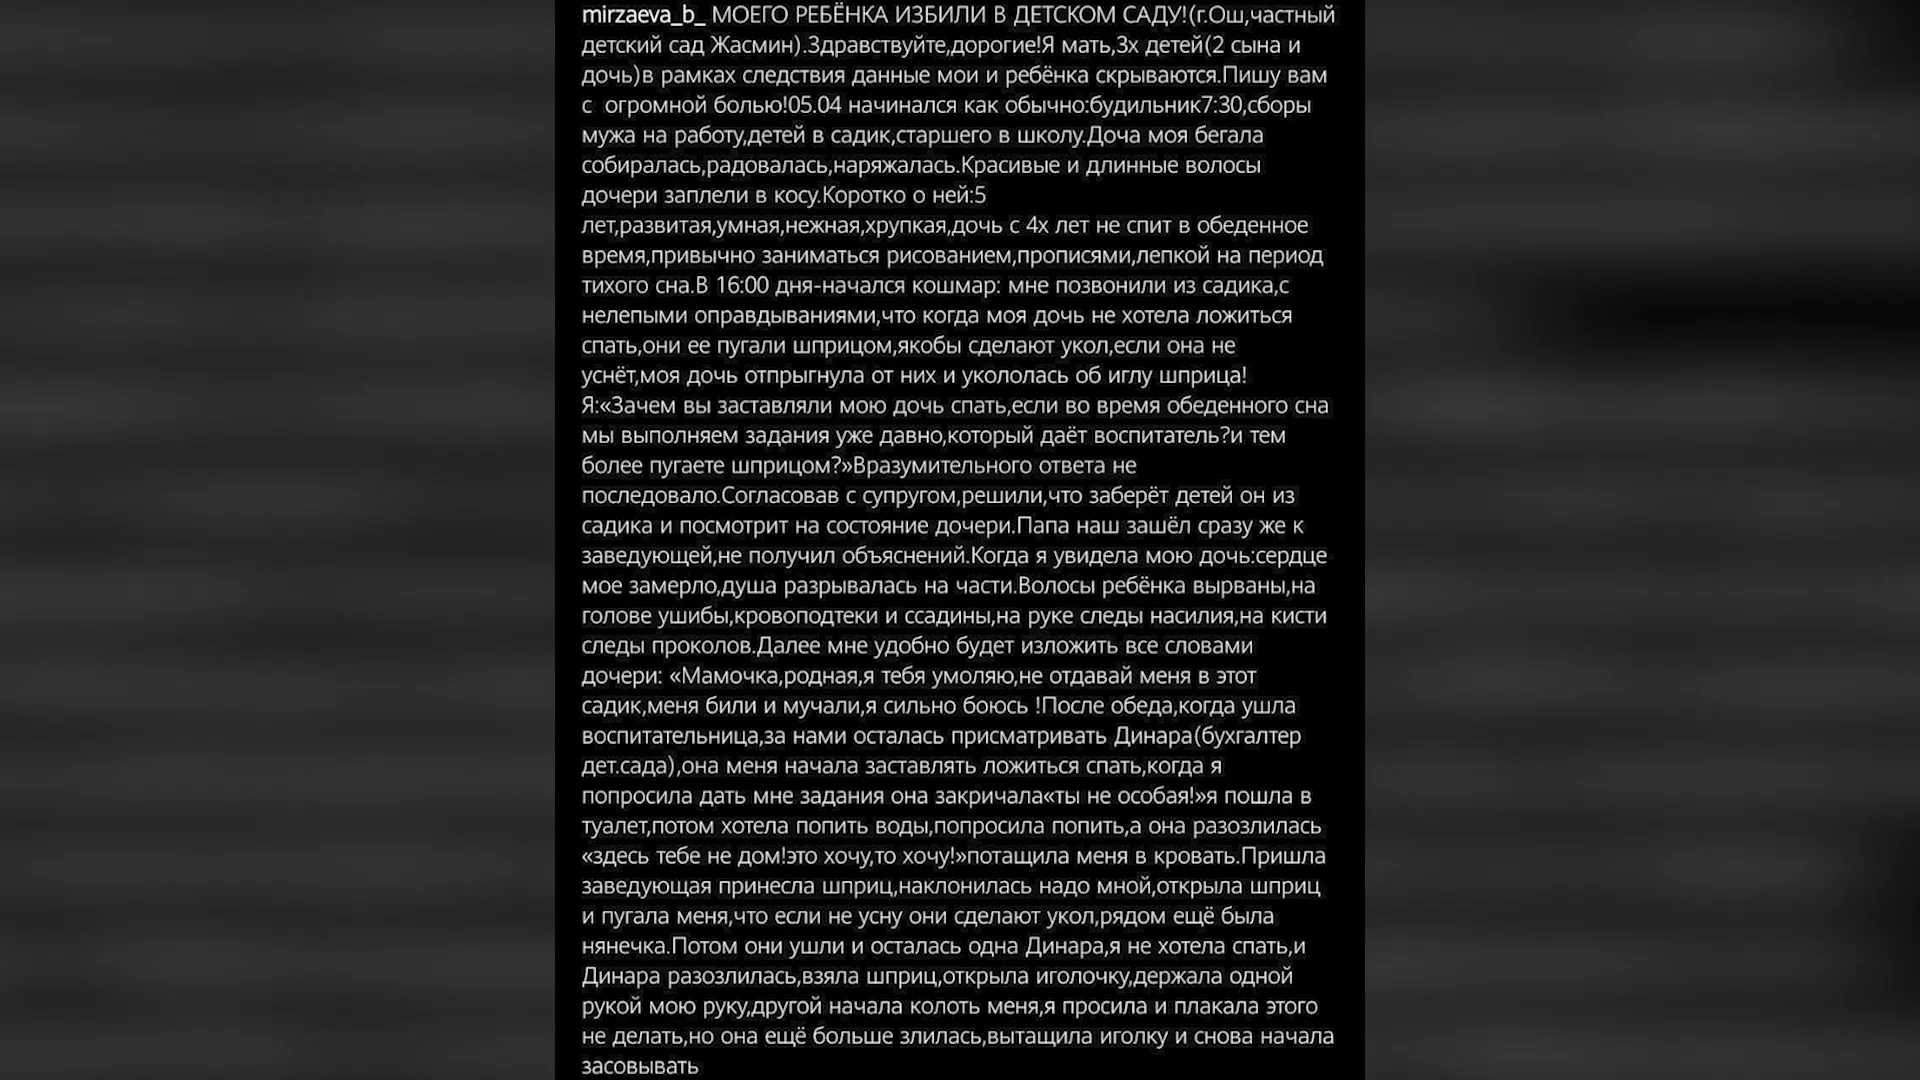 mirzaeva_b_ МОЕГО РЕБЁНКА ИЗБИЛИ В ДЕТСКОМ САДУ!(г.Ош,частный
детский сад Жасмин).Здравствуйте,дорогие!Я мать,3х детей(2 сына и
дочь)в рамках следствия данные мои и ребёнка скрываются.Пишу вам
с  огромной болью!05.04 начинался как обычно:будильник7:30,сборы
мужа на работу,детей в садик,старшего в школу.Доча моя бегала
собиралась,радовалась,наряжалась.Красивые и длинные волосы
дочери заплели в косу.Коротко о ней:5
лет,развитая,умная,нежная,хрупкая,дочь с 4х лет не спит в обеденное
время,привычно заниматься рисованием,прописями,лепкой на период
тихого сна.В 16:00 дня-начался кошмар: мне позвонили из садика,с
нелепыми оправдываниями,что когда моя дочь не хотела ложиться
спать,они ее пугали шприцом,якобы сделают укол,если она не
уснёт,моя дочь отпрыгнула от них и укололась об иглу шприца!
Я:«Зачем вы заставляли мою дочь спать,если во время обеденного сна
мы выполняем задания уже давно,который даёт воспитатель?и тем
более пугаете шприцом?»Вразумительного ответа не
последовало.Согласовав с супругом,решили,что заберёт детей он из
садика и посмотрит на состояние дочери.Папа наш зашёл сразу же к
заведующей,не получил объяснений.Когда я увидела мою дочь:сердце
мое замерло,душа разрывалась на части.Волосы ребёнка вырваны,на
голове ушибы,кровоподтеки и ссадины,на руке следы насилия,на кисти
следы проколов.Далее мне удобно будет изложить все словами
дочери: «Мамочка,родная,я тебя умоляю,не отдавай меня в этот
садик,меня били и мучали,я сильно боюсь !После обеда,когда ушла
воспитательница,за нами осталась присматривать Динара(бухгалтер
дет.сада),она меня начала заставлять ложиться спать,когда я
попросила дать мне задания она закричала«ты не особая!»я пошла в
туалет,потом хотела попить воды,попросила попить,а она разозлилась
«здесь тебе не дом!это хочу,то хочу!»потащила меня в кровать.Пришла
заведующая принесла шприц,наклонилась надо мной,открыла шприц
и пугала меня,что если не усну они сделают укол,рядом ещё была
нянечка.Потом они ушли и осталась одна Динара,я не хотела спать,и
Динара разозлилась,взяла шприц,открыла иголочку,держала одной
рукой мою руку,другой начала колоть меня,я просила и плакала этого
не делать,но она ещё больше злилась,вытащила иголку и снова начала
засовывать